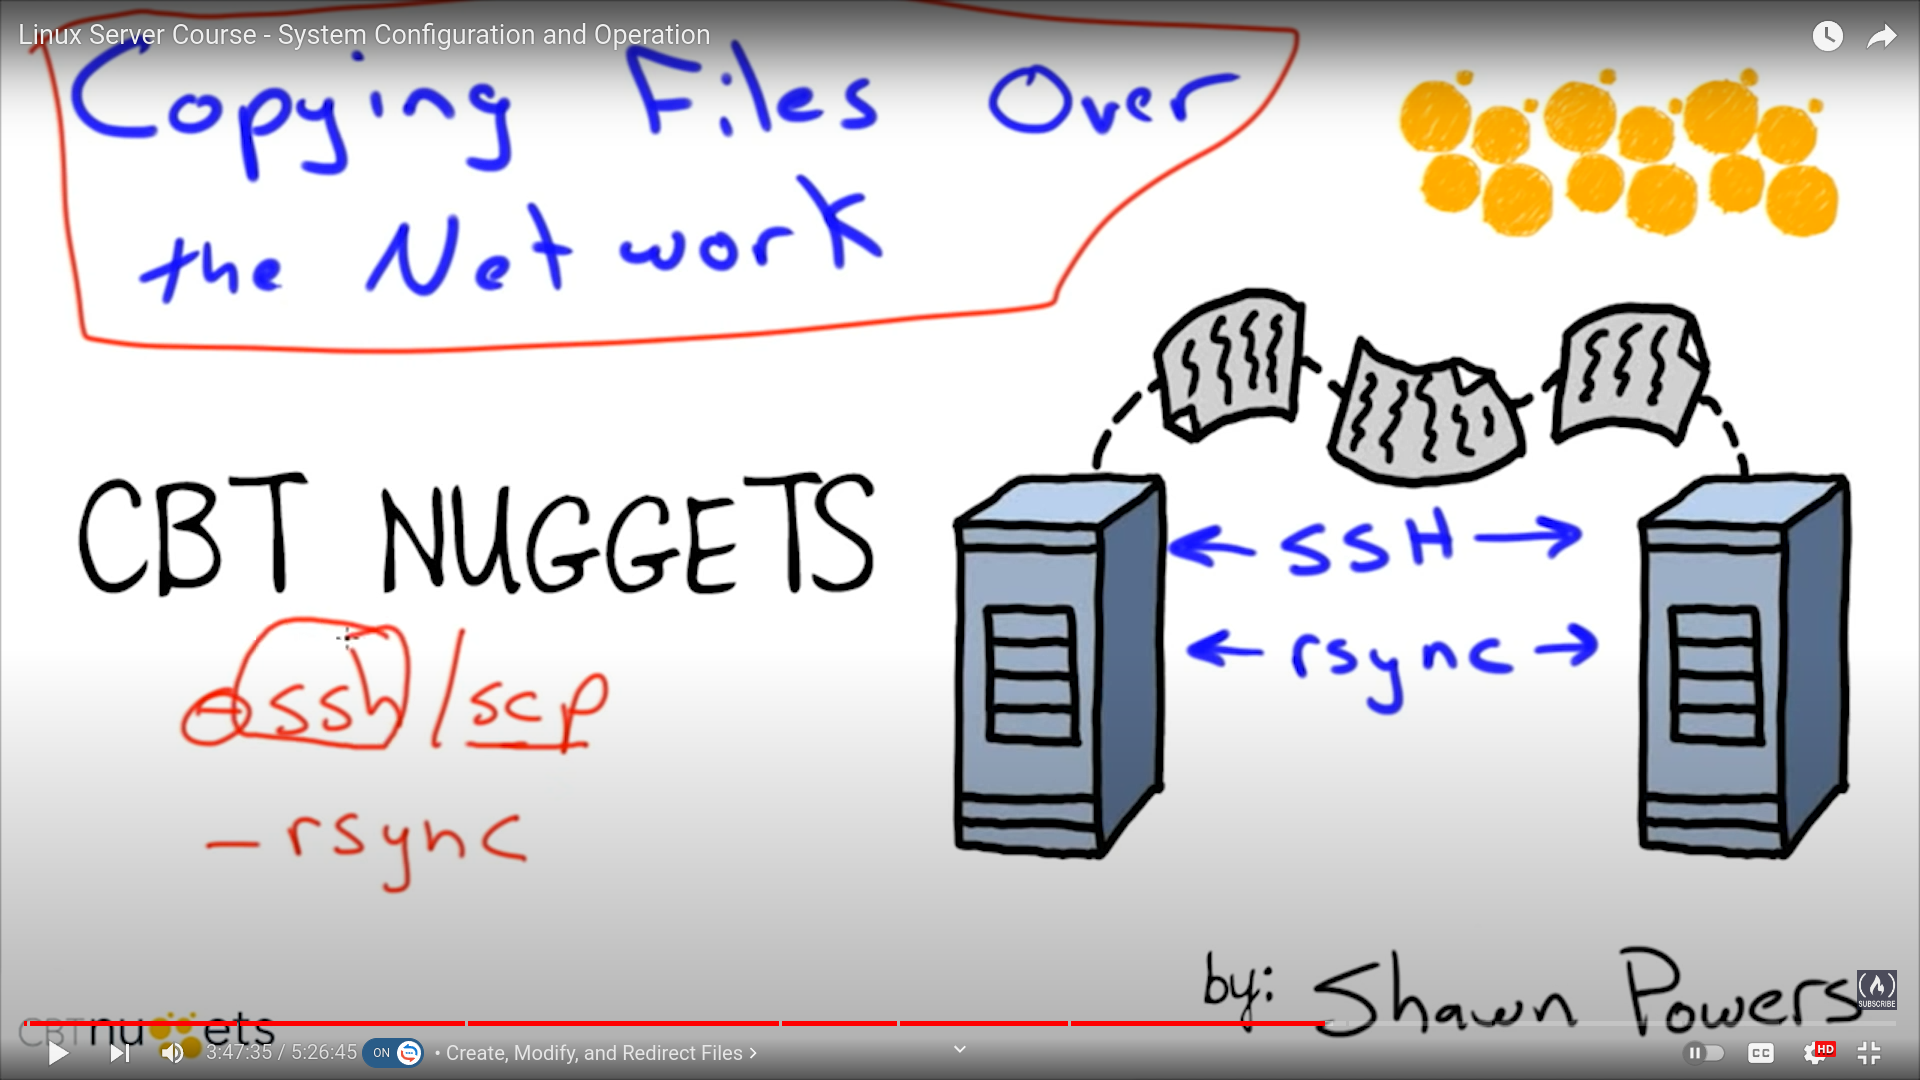 Linux Server Course - System Configuration and Operation
Copying Files Over
the Network
CBT NUGGETS
← SSH →
← rsync →
- ssh / scp
- rsync
by: Shawn Powers
SUBSCRIBE
CBTnuggets
3:47:35 / 5:26:45
ON
• Create, Modify, and Redirect Files
CC
HD